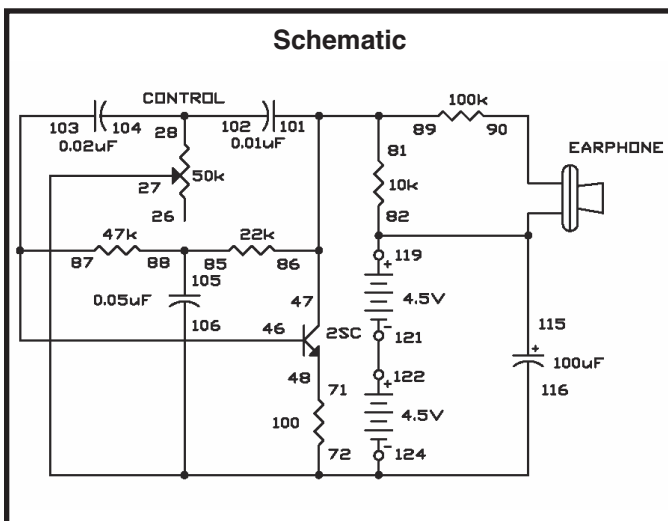 Schematic
CONTROL
100k
103 104 28 102 101 89 90
0.02uF 0.01uF
EARPHONE
81
27 50k 10k
26 82
47k 22k
87 88 85 86 119
105 +
0.05uF 47 4.5V
106 -
46 2SC 121 115
48 122 +
71 + 100uF
100 4.5V 116
72 -
124